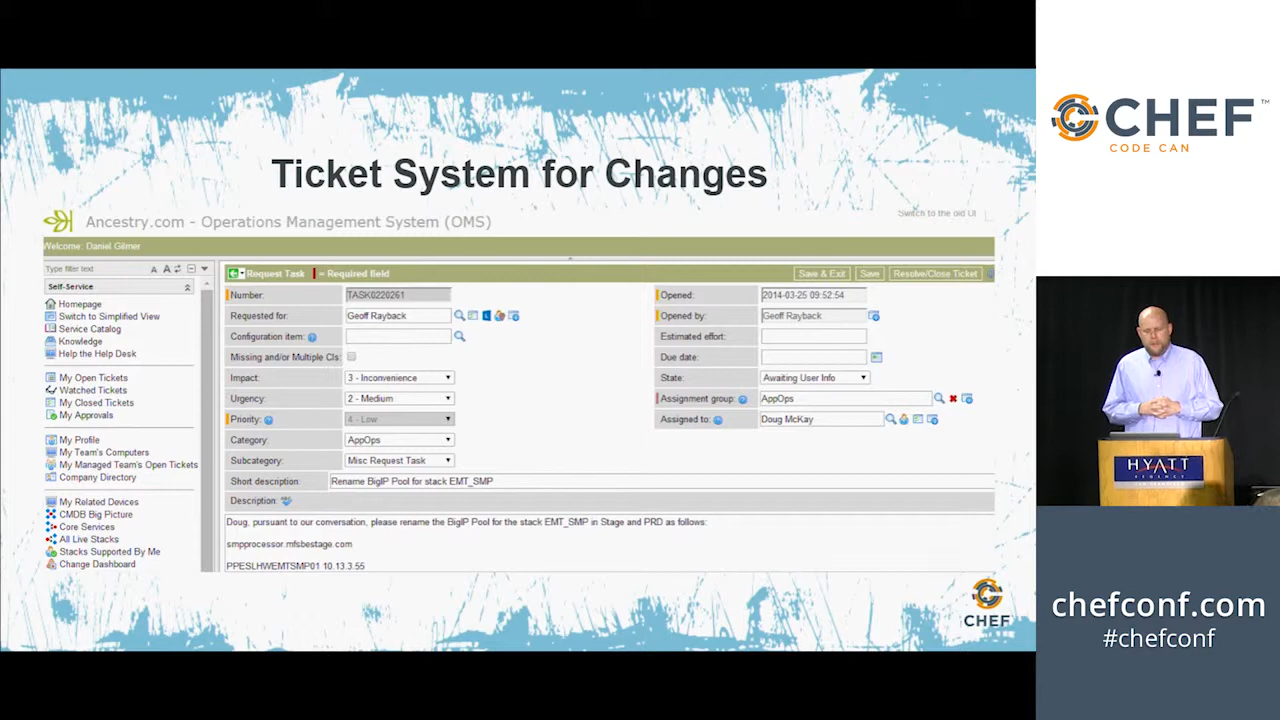 Ticket System for Changes
Ancestry.com - Operations Management System (OMS)
Switch to the old UI
Welcome: Daniel Gilmer
Type filter text
A A
Self-Service
Homepage
Switch to Simplified View
Service Catalog
Knowledge
Help the Help Desk
My Open Tickets
Watched Tickets
My Closed Tickets
My Approvals
My Profile
My Team's Computers
My Managed Team's Open Tickets
Company Directory
My Related Devices
CMDB Big Picture
Core Services
All Live Stacks
Stacks Supported By Me
Change Dashboard
Request Task = Required field
Save & Exit Save Resolve/Close Ticket
Number: TASK0220261
Requested for: Geoff Rayback
Configuration item:
Missing and/or Multiple CIs:
Impact: 3 - Inconvenience
Urgency: 2 - Medium
Priority: 4 - Low
Category: AppOps
Subcategory: Misc Request Task
Opened: 2014-03-25 09:52:54
Opened by: Geoff Rayback
Estimated effort:
Due date:
State: Awaiting User Info
Assignment group: AppOps
Assigned to: Doug McKay
Short description: Rename BigIP Pool for stack EMT_SMP
Description:
Doug, pursuant to our conversation, please rename the BigIP Pool for the stack EMT_SMP in Stage and PRD as follows:
smpprocessor.mfsbestage.com
PPESLHWEMTSMP01 10.13.3.55
CHEF
CHEF™
CODE CAN
HYATT
REGENCY
chefconf.com
#chefconf